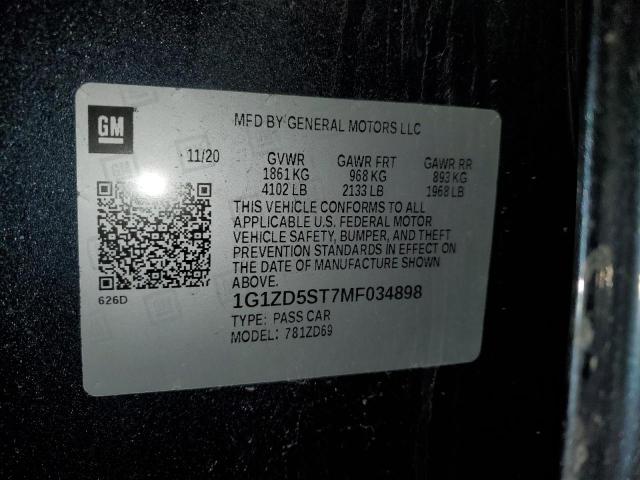 GM
MFD BY GENERAL MOTORS LLC
11/20 GVWR GAWR FRT GAWR RR
1861 KG 968 KG 893 KG
4102 LB 2133 LB 1968 LB
THIS VEHICLE CONFORMS TO ALL
APPLICABLE U.S. FEDERAL MOTOR
VEHICLE SAFETY, BUMPER, AND THEFT
PREVENTION STANDARDS IN EFFECT ON
THE DATE OF MANUFACTURE SHOWN
ABOVE.
626D
1G1ZD5ST7MF034898
TYPE: PASS CAR
MODEL: 781ZD69